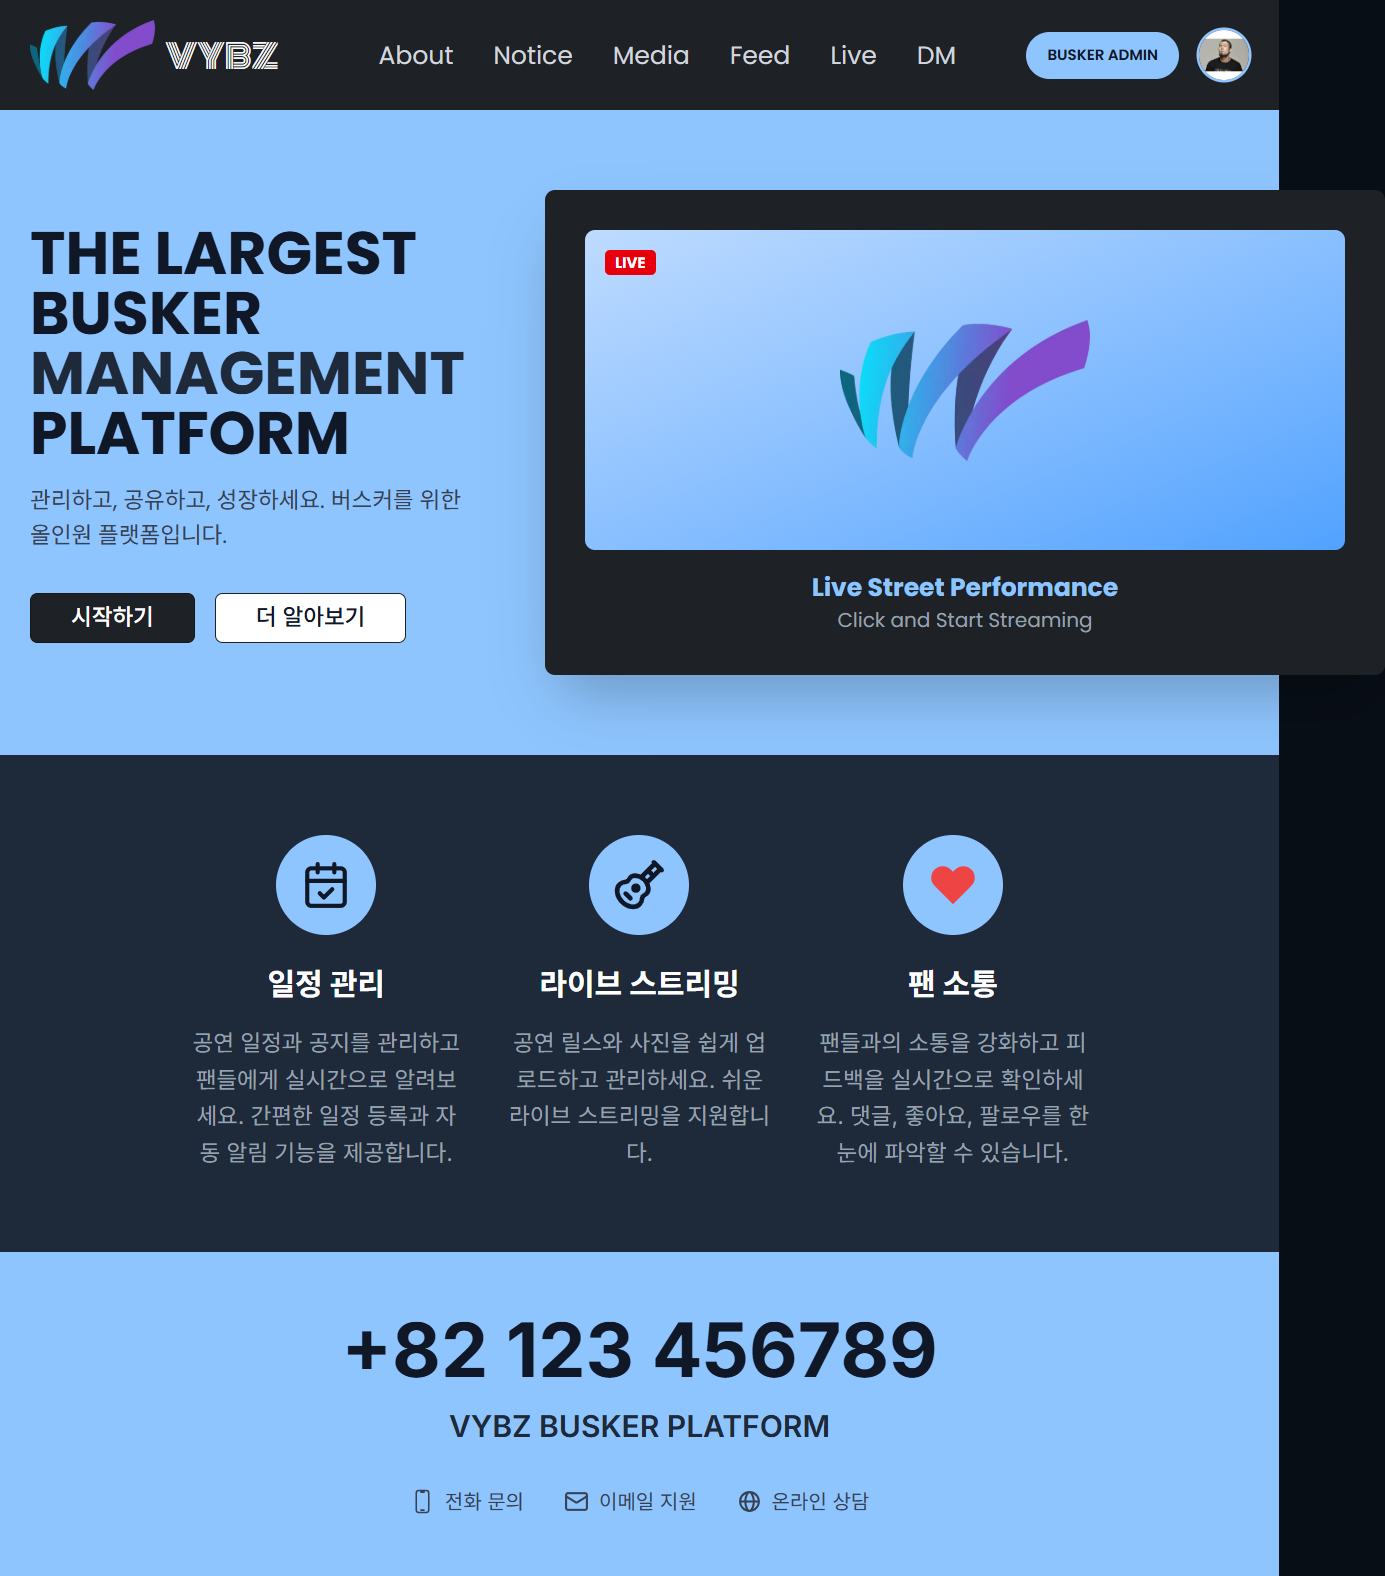 VYBZ
About
Notice
Media
Feed
Live
DM
BUSKER ADMIN
THE LARGEST
BUSKER
MANAGEMENT
PLATFORM
관리하고, 공유하고, 성장하세요. 버스커를 위한
올인원 플랫폼입니다.
시작하기
더 알아보기
LIVE
Live Street Performance
Click and Start Streaming
일정 관리
공연 일정과 공지를 관리하고
팬들에게 실시간으로 알려보
세요. 간편한 일정 등록과 자
동 알림 기능을 제공합니다.
라이브 스트리밍
공연 릴스와 사진을 쉽게 업
로드하고 관리하세요. 쉬운
라이브 스트리밍을 지원합니
다.
팬 소통
팬들과의 소통을 강화하고 피
드백을 실시간으로 확인하세
요. 댓글, 좋아요, 팔로우를 한
눈에 파악할 수 있습니다.
+82 123 456789
VYBZ BUSKER PLATFORM
전화 문의
이메일 지원
온라인 상담